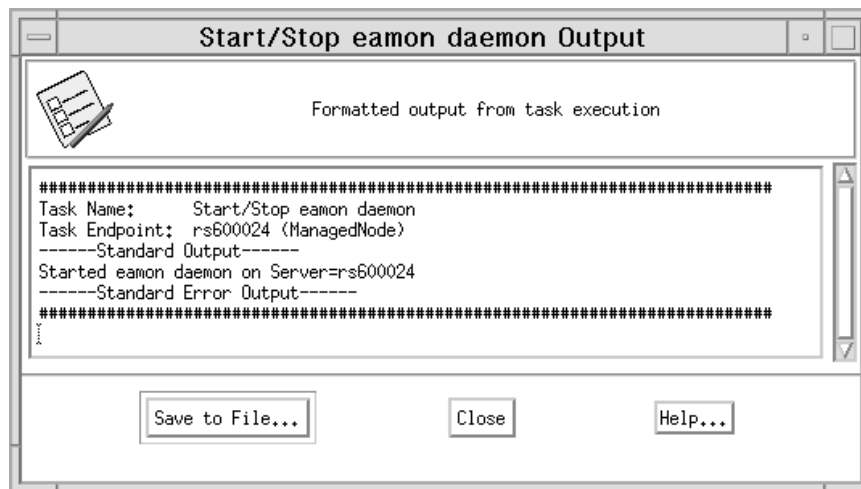 Start/Stop eamon daemon Output
Formatted output from task execution
############################################################################
Task Name:      Start/Stop eamon daemon
Task Endpoint:  rs600024 (ManagedNode)
------Standard Output------
Started eamon daemon on Server=rs600024
------Standard Error Output------
############################################################################
Save to File...
Close
Help...